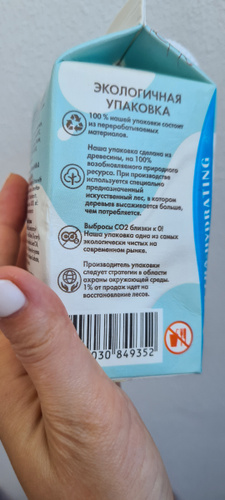 ЭКОЛОГИЧНАЯ
УПАКОВКА
100 % нашей упаковки состоит
из перерабатываемых
материалов.
Наша упаковка сделана из
древесины, на 100%
возобновляемого природного
ресурса. При производстве
используется специально
предназначенный
искусственный лес, в котором
деревьев высаживается больше,
чем потребляется.
Выбросы СО2 близки к 0!
Наша упаковка одна из самых
экологически чистых на
современном рынке.
Производитель упаковки
следует стратегии в области
охраны окружающей среды.
1% от продаж идет на
восстановление лесов.
030 849352
HYDRATING